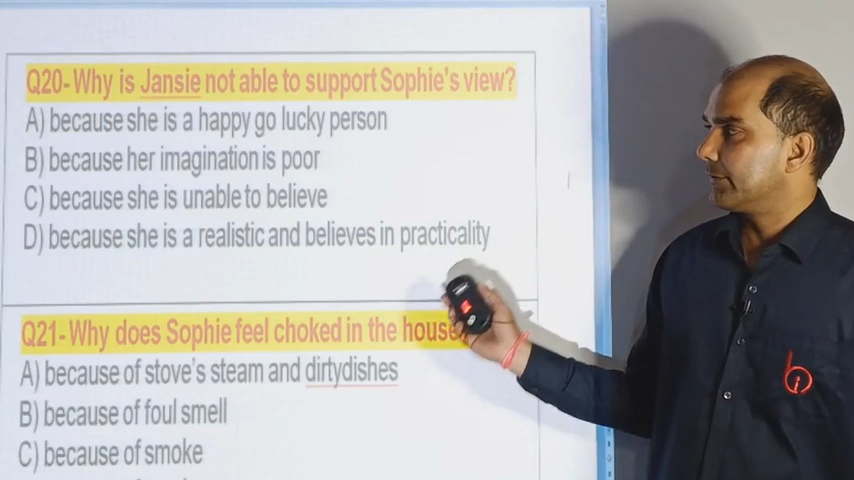 Q20- Why is Jansie not able to support Sophie's view?
A) because she is a happy go lucky person
B) because her imagination is poor
C) because she is unable to believe
D) because she is a realistic and believes in practicality
Q21- Why does Sophie feel choked in the house
A) because of stove's steam and dirtydishes
B) because of foul smell
C) because of smoke